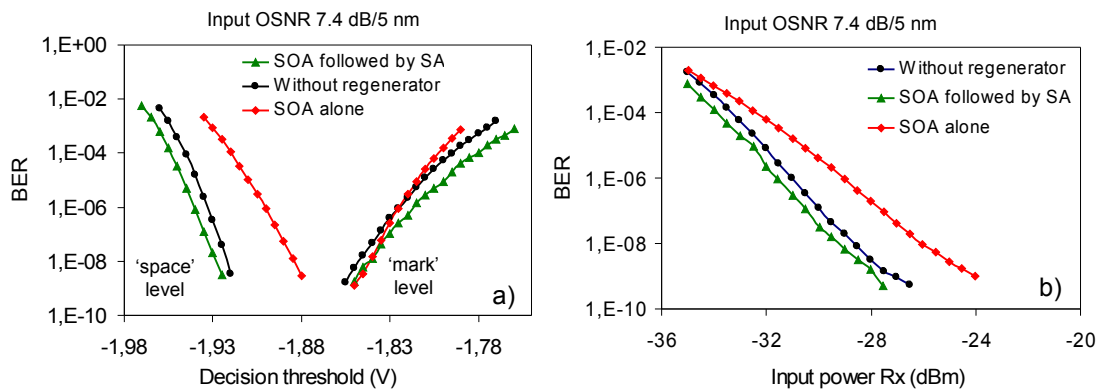 Input OSNR 7.4 dB/5 nm
1,E+00
1,E-02
1,E-04
1,E-06
1,E-08
1,E-10
BER
SOA followed by SA
Without regenerator
SOA alone
'space'
level
'mark'
level
a)
-1,98
-1,93
-1,88
-1,83
-1,78
Decision threshold (V)
Input OSNR 7.4 dB/5 nm
1,E-02
1,E-04
1,E-06
1,E-08
1,E-10
BER
Without regenerator
SOA followed by SA
SOA alone
b)
-36
-32
-28
-24
-20
Input power Rx (dBm)